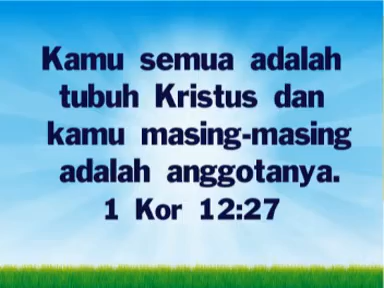 Kamu semua adalah
tubuh Kristus dan
kamu masing-masing
adalah anggotanya.
1 Kor 12:27